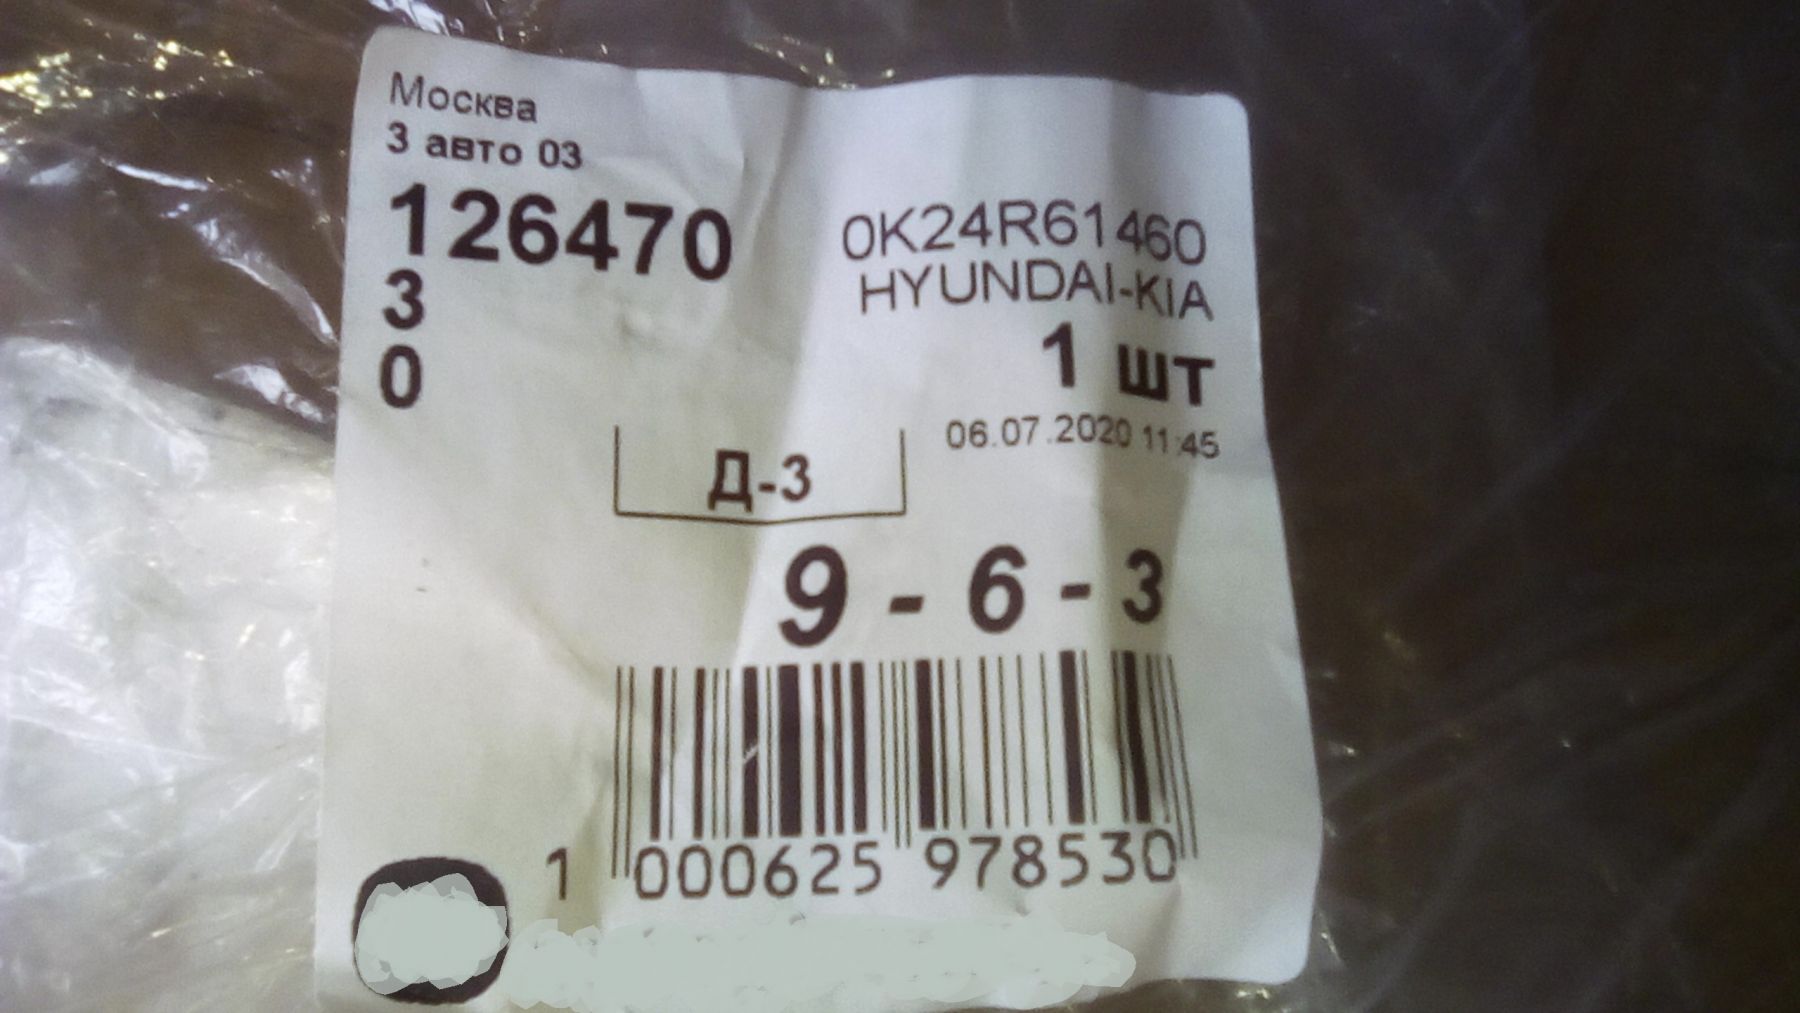 Москва
3 авто 03
126470
3
0
0K24R61460
HYUNDAI-KIA
1 шт
06.07.2020 11:45
Д-3
9 - 6 - 3
1 000625 978530